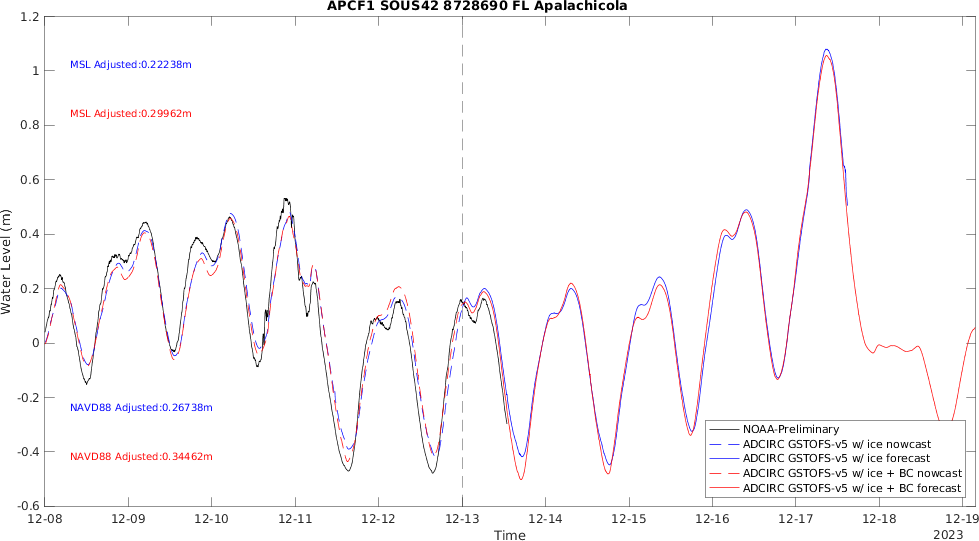 APCF1 SOUS42 8728690 FL Apalachicola
1.2
1
0.8
0.6
0.4
0.2
0
-0.2
-0.4
-0.6
Water Level (m)
MSL Adjusted:0.22238m
MSL Adjusted:0.29962m
NAVD88 Adjusted:0.26738m
NAVD88 Adjusted:0.34462m
NOAA-Preliminary
ADCIRC GSTOFS-v5 w/ ice nowcast
ADCIRC GSTOFS-v5 w/ ice forecast
ADCIRC GSTOFS-v5 w/ ice + BC nowcast
ADCIRC GSTOFS-v5 w/ ice + BC forecast
12-08 12-09 12-10 12-11 12-12 12-13 12-14 12-15 12-16 12-17 12-18 12-19
Time
2023